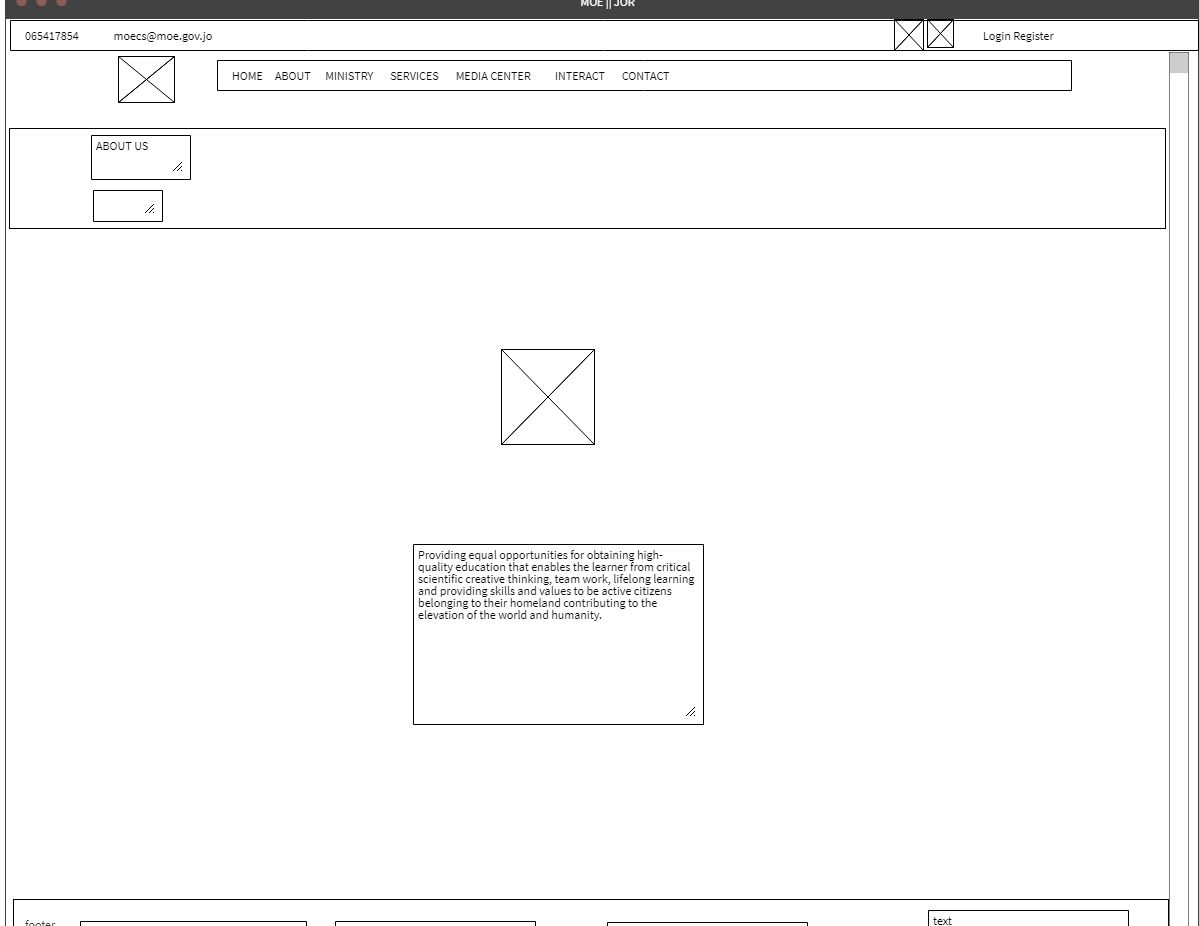 MOE || JOR
065417854 moecs@moe.gov.jo Login Register
HOME ABOUT MINISTRY SERVICES MEDIA CENTER INTERACT CONTACT
ABOUT US
Providing equal opportunities for obtaining high-
quality education that enables the learner from critical
scientific creative thinking, team work, lifelong learning
and providing skills and values to be active citizens
belonging to their homeland contributing to the
elevation of the world and humanity.
footer
text